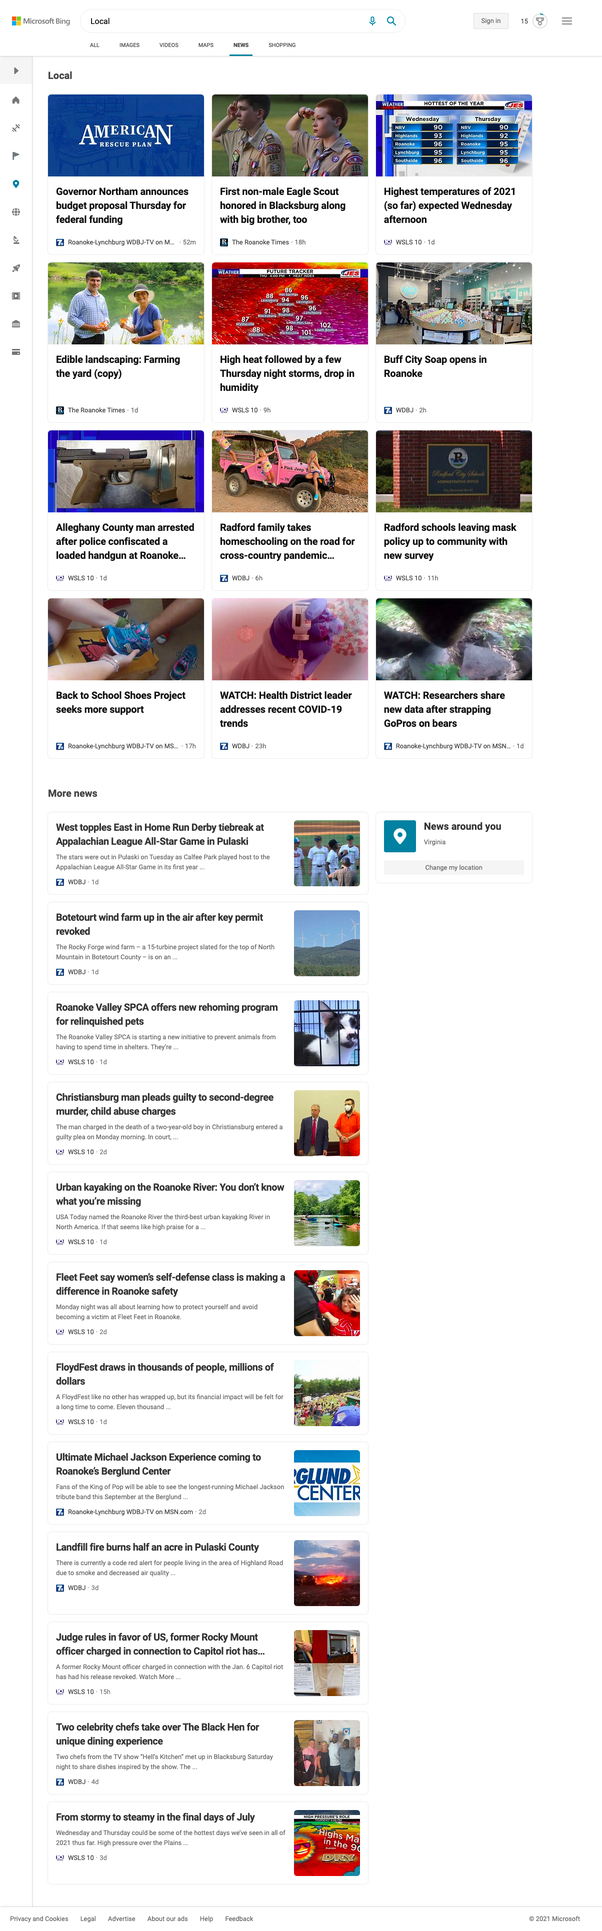 Microsoft Bing
Local
Sign in
15
ALL
IMAGES
VIDEOS
MAPS
NEWS
SHOPPING
Local
AMERICAN
RESCUE PLAN
Governor Northam announces
budget proposal Thursday for
federal funding
Roanoke-Lynchburg WDBJ-TV on M... · 52m
First non-male Eagle Scout
honored in Blacksburg along
with big brother, too
The Roanoke Times · 18h
WEATHER
HOTTEST OF THE YEAR
Wednesday
Thursday
NRV 90
NRV 90
Highlands 93
Highlands 92
Roanoke 96
Roanoke 95
Lynchburg 95
Lynchburg 95
Southside 96
Southside 96
Highest temperatures of 2021
(so far) expected Wednesday
afternoon
WSLS 10 · 1d
Edible landscaping: Farming
the yard (copy)
The Roanoke Times · 1d
WEATHER
FUTURE TRACKER
High heat followed by a few
Thursday night storms, drop in
humidity
WSLS 10 · 9h
Buff City Soap opens in
Roanoke
WDBJ · 2h
Alleghany County man arrested
after police confiscated a
loaded handgun at Roanoke...
WSLS 10 · 1d
Radford family takes
homeschooling on the road for
cross-country pandemic...
WDBJ · 6h
R
Radford City Schools
Radford schools leaving mask
policy up to community with
new survey
WSLS 10 · 11h
Back to School Shoes Project
seeks more support
Roanoke-Lynchburg WDBJ-TV on MS... · 17h
WATCH: Health District leader
addresses recent COVID-19
trends
WDBJ · 23h
WATCH: Researchers share
new data after strapping
GoPros on bears
Roanoke-Lynchburg WDBJ-TV on MSN... · 1d
More news
West topples East in Home Run Derby tiebreak at
Appalachian League All-Star Game in Pulaski
The stars were out in Pulaski on Tuesday as Calfee Park played host to the
Appalachian League All-Star Game in its first year ...
WDBJ · 1d
News around you
Virginia
Change my location
Botetourt wind farm up in the air after key permit
revoked
The Rocky Forge wind farm – a 15-turbine project slated for the top of North
Mountain in Botetourt County – is on an ...
WDBJ · 1d
Roanoke Valley SPCA offers new rehoming program
for relinquished pets
The Roanoke Valley SPCA is starting a new initiative to prevent animals from
having to spend time in shelters. They're ...
WSLS 10 · 1d
Christiansburg man pleads guilty to second-degree
murder, child abuse charges
The man charged in the death of a two-year-old boy in Christiansburg entered a
guilty plea on Monday morning. In court, ...
WSLS 10 · 2d
Urban kayaking on the Roanoke River: You don't know
what you're missing
USA Today named the Roanoke River the third-best urban kayaking River in
North America. If that seems like high praise for a ...
WSLS 10 · 1d
Fleet Feet say women's self-defense class is making a
difference in Roanoke safety
Monday night was all about learning how to protect yourself and avoid
becoming a victim at Fleet Feet in Roanoke.
WSLS 10 · 2d
FloydFest draws in thousands of people, millions of
dollars
A FloydFest like no other has wrapped up, but its financial impact will be felt for
a long time to come. Eleven thousand ...
WSLS 10 · 1d
Ultimate Michael Jackson Experience coming to
Roanoke's Berglund Center
Fans of the King of Pop will be able to see the longest-running Michael Jackson
tribute band this September at the Berglund ...
Roanoke-Lynchburg WDBJ-TV on MSN.com · 2d
RGLUND
CENTER
Landfill fire burns half an acre in Pulaski County
There is currently a code red alert for people living in the area of Highland Road
due to smoke and decreased air quality ...
WDBJ · 3d
Judge rules in favor of US, former Rocky Mount
officer charged in connection to Capitol riot has...
A former Rocky Mount officer charged in connection with the Jan. 6 Capitol riot
has had his release revoked. Watch More ...
WSLS 10 · 15h
Two celebrity chefs take over The Black Hen for
unique dining experience
Two chefs from the TV show "Hell's Kitchen" met up in Blacksburg Saturday
night to share dishes inspired by the show. The ...
WDBJ · 4d
From stormy to steamy in the final days of July
Wednesday and Thursday could be some of the hottest days we've seen in all of
2021 thus far. High pressure over the Plains ...
WSLS 10 · 3d
HIGH PRESSURE'S ROLE
Highs Ma
in the 90
Privacy and Cookies
Legal
Advertise
About our ads
Help
Feedback
© 2021 Microsoft